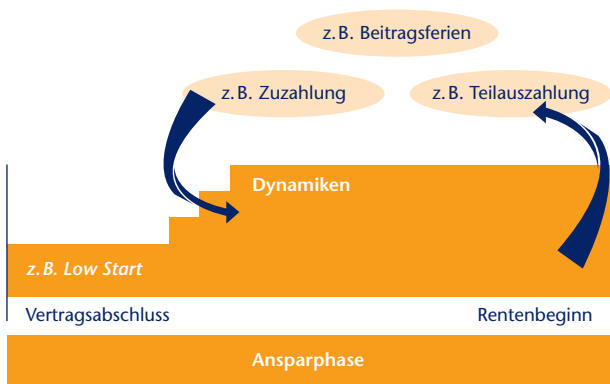 z. B. Beitragsferien
z. B. Zuzahlung
z. B. Teilauszahlung
Dynamiken
z. B. Low Start
Vertragsabschluss
Rentenbeginn
Ansparphase